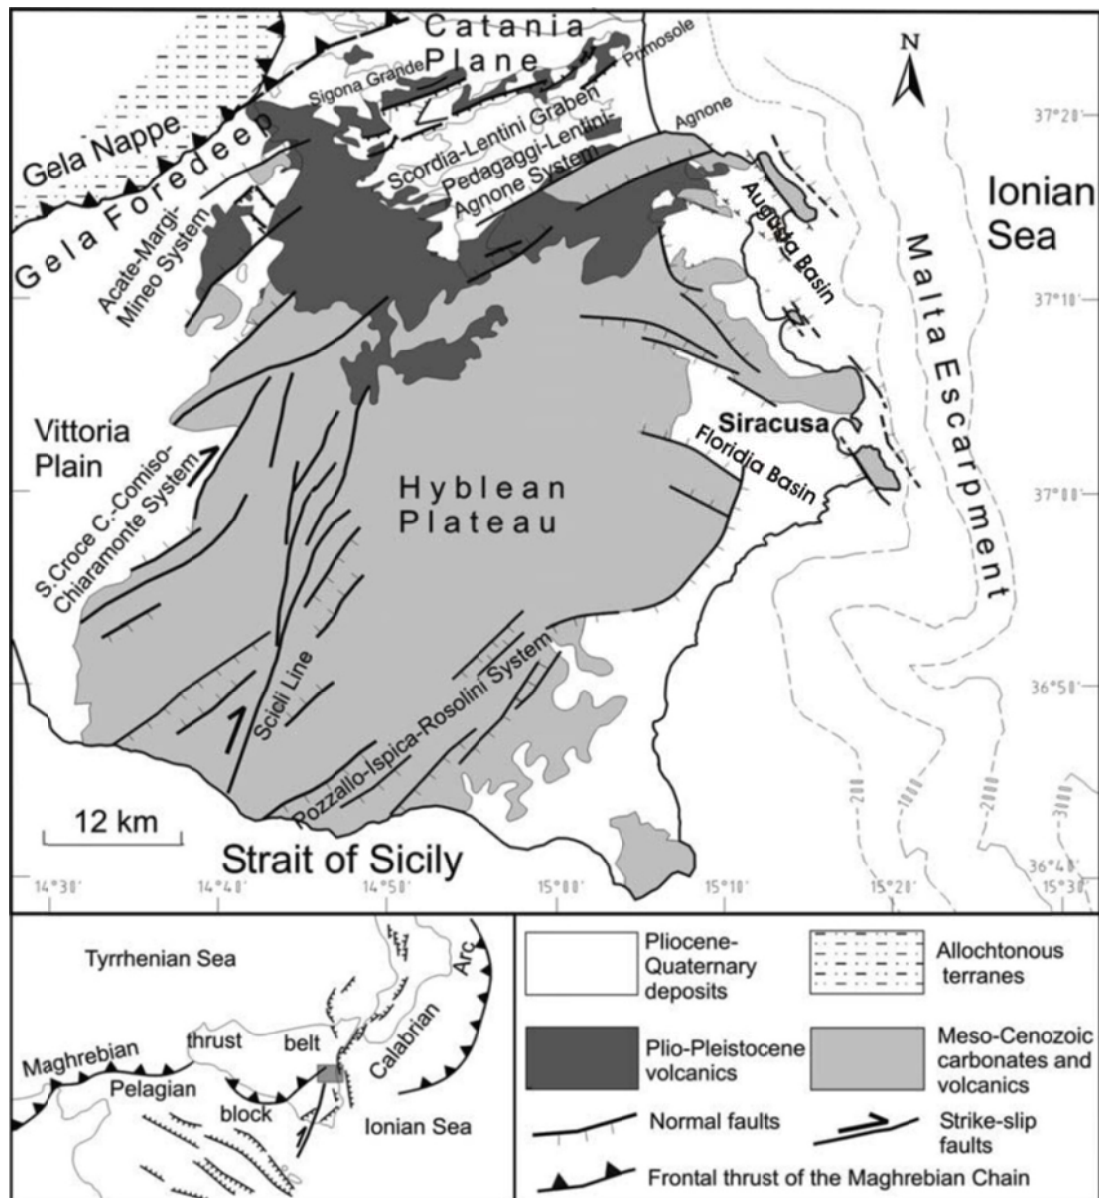 Catania
Plane
N
Sigona Grande
Primosole
37°20'
Gela Nappe
Gela Foredeep
Scordia-Lentini Graben
Pedagaggi-Lentini-
Agnone System
Agnone
Ionian
Sea
Acate-Margi-
Mineo System
Augusta Basin
37°10'
Malta Escarpment
Vittoria
Plain
Siracusa
Floridia Basin
S. Croce C.-Comiso-
Chiaramonte System
Hyblean
Plateau
37°00'
Scicli Line
Pozzallo-Ispica-Rosolini System
36°50'
200
1000
2000
3000
12 km
Strait of Sicily
36°40'
14°30'
14°40'
14°50'
15°00'
15°10'
15°20'
15°30'
Tyrrhenian Sea
Arc
Calabrian
thrust
belt
Maghrebian
Pelagian
block
Ionian Sea
Pliocene-
Quaternary
deposits
Allochtonous
terranes
Plio-Pleistocene
volcanics
Meso-Cenozoic
carbonates and
volcanics
Normal faults
Strike-slip
faults
Frontal thrust of the Maghrebian Chain